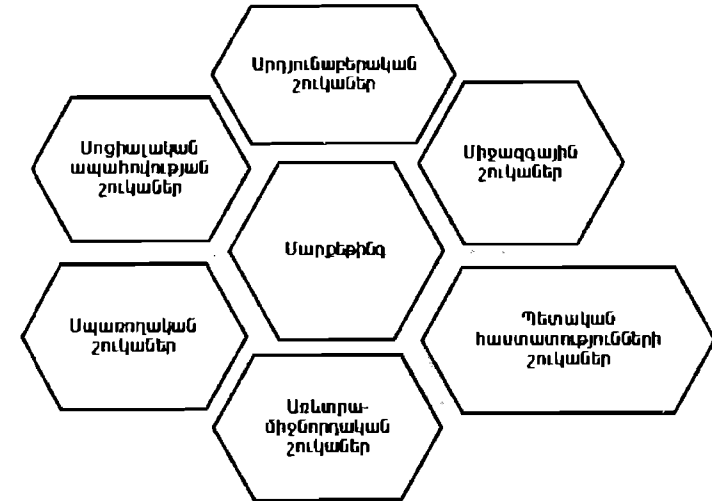 Արդյունաբերական
շուկաներ
Սոցիալական
ապահովության
շուկաներ
Միջազգային
շուկաներ
Մարքեթինգ
Սպառողական
շուկաներ
Պետական
հաստատությունների
շուկաներ
Առևտրա-
միջնորդական
շուկաներ